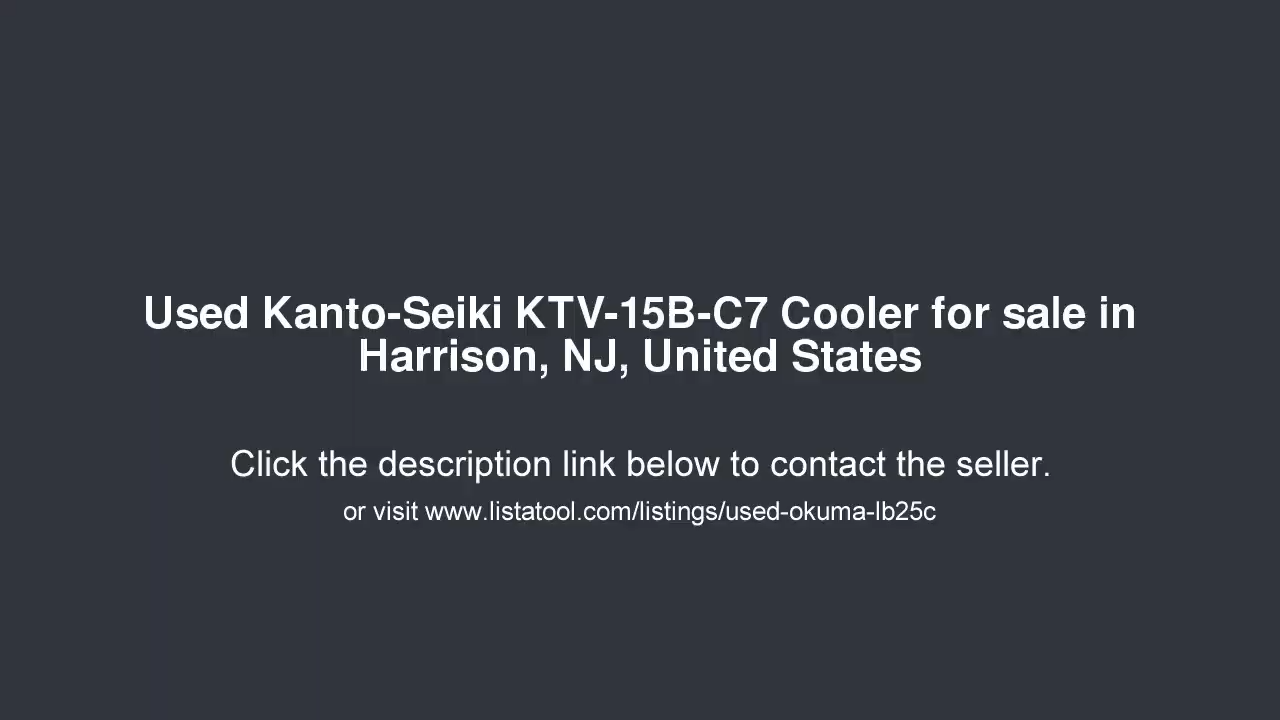 Used Kanto-Seiki KTV-15B-C7 Cooler for sale in
Harrison, NJ, United States
Click the description link below to contact the seller.
or visit www.listatool.com/listings/used-okuma-lb25c